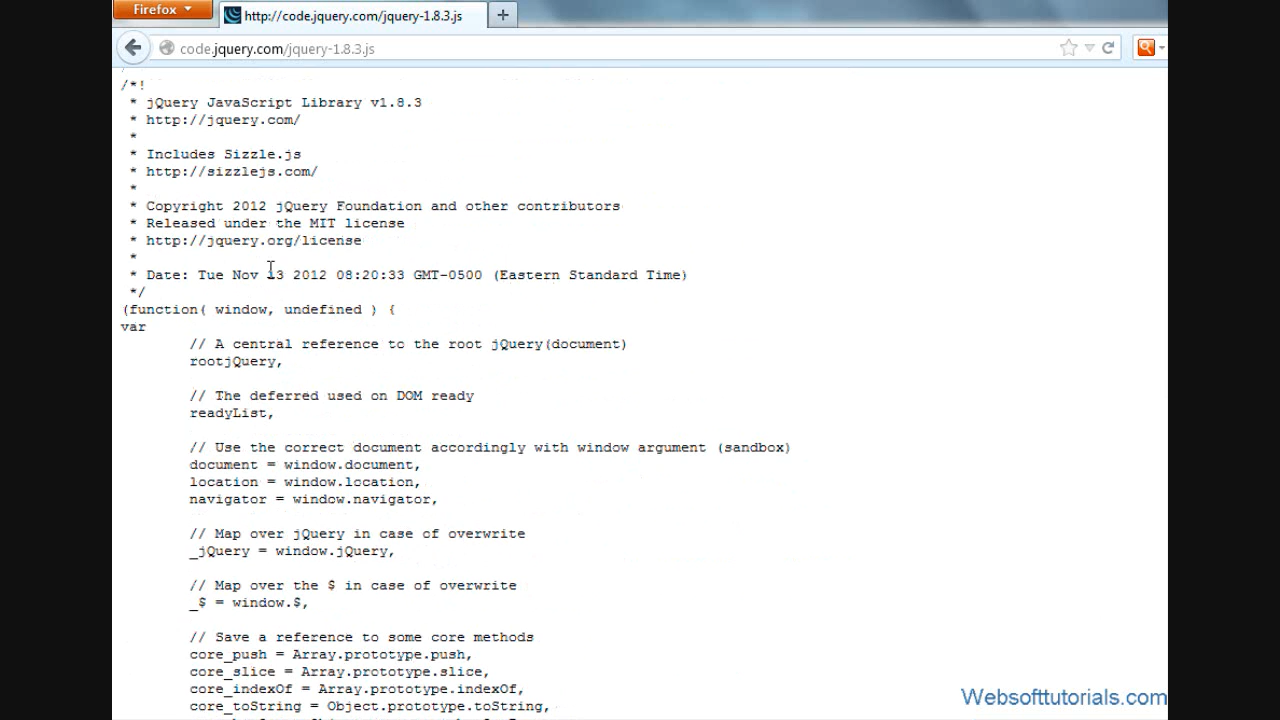 Firefox
http://code.jquery.com/jquery-1.8.3.js
code.jquery.com/jquery-1.8.3.js
/*!
* jQuery JavaScript Library v1.8.3
* http://jquery.com/
*
* Includes Sizzle.js
* http://sizzlejs.com/
*
* Copyright 2012 jQuery Foundation and other contributors
* Released under the MIT license
* http://jquery.org/license
*
* Date: Tue Nov 13 2012 08:20:33 GMT-0500 (Eastern Standard Time)
*/
(function( window, undefined ) {
var
// A central reference to the root jQuery(document)
rootjQuery,
// The deferred used on DOM ready
readyList,
// Use the correct document accordingly with window argument (sandbox)
document = window.document,
location = window.location,
navigator = window.navigator,
// Map over jQuery in case of overwrite
_jQuery = window.jQuery,
// Map over the $ in case of overwrite
_$ = window.$,
// Save a reference to some core methods
core_push = Array.prototype.push,
core_slice = Array.prototype.slice,
core_indexOf = Array.prototype.indexOf,
core_toString = Object.prototype.toString,
Websofttutorials.com